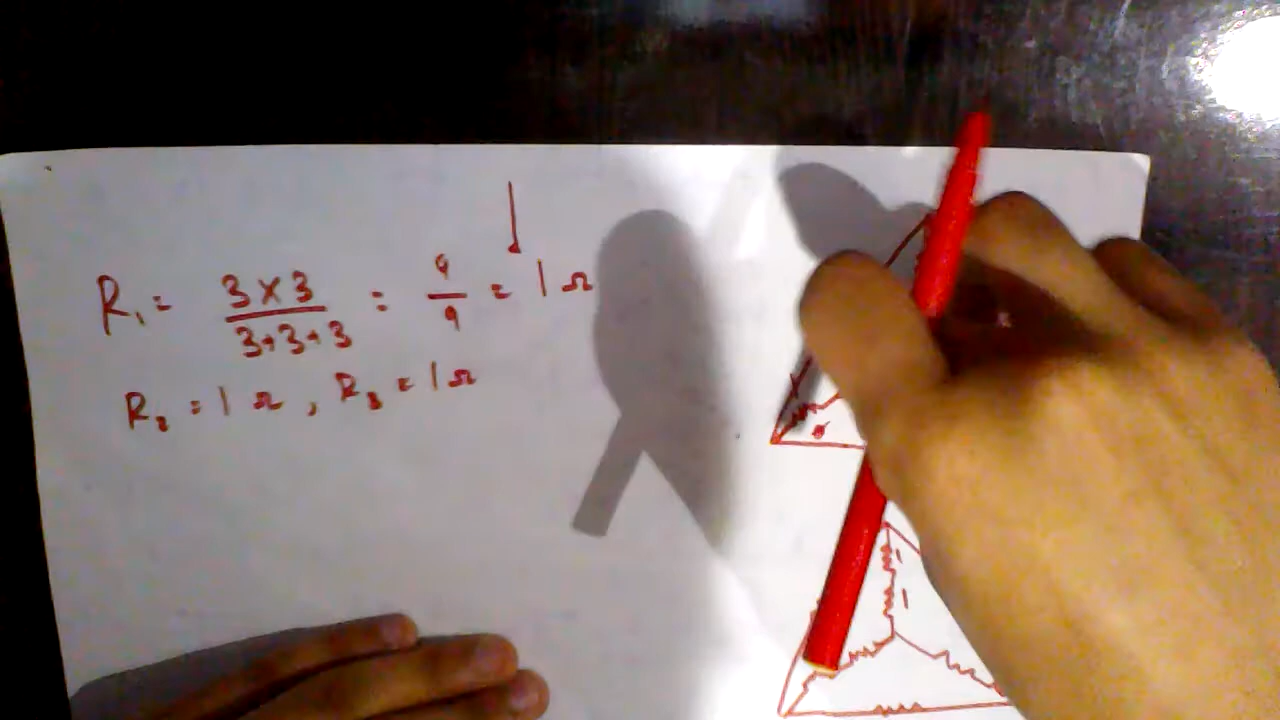 R₁ = 3×3 / 3+3+3 = 9/9 = 1 Ω
R₂ = 1 Ω, R₃ = 1 Ω